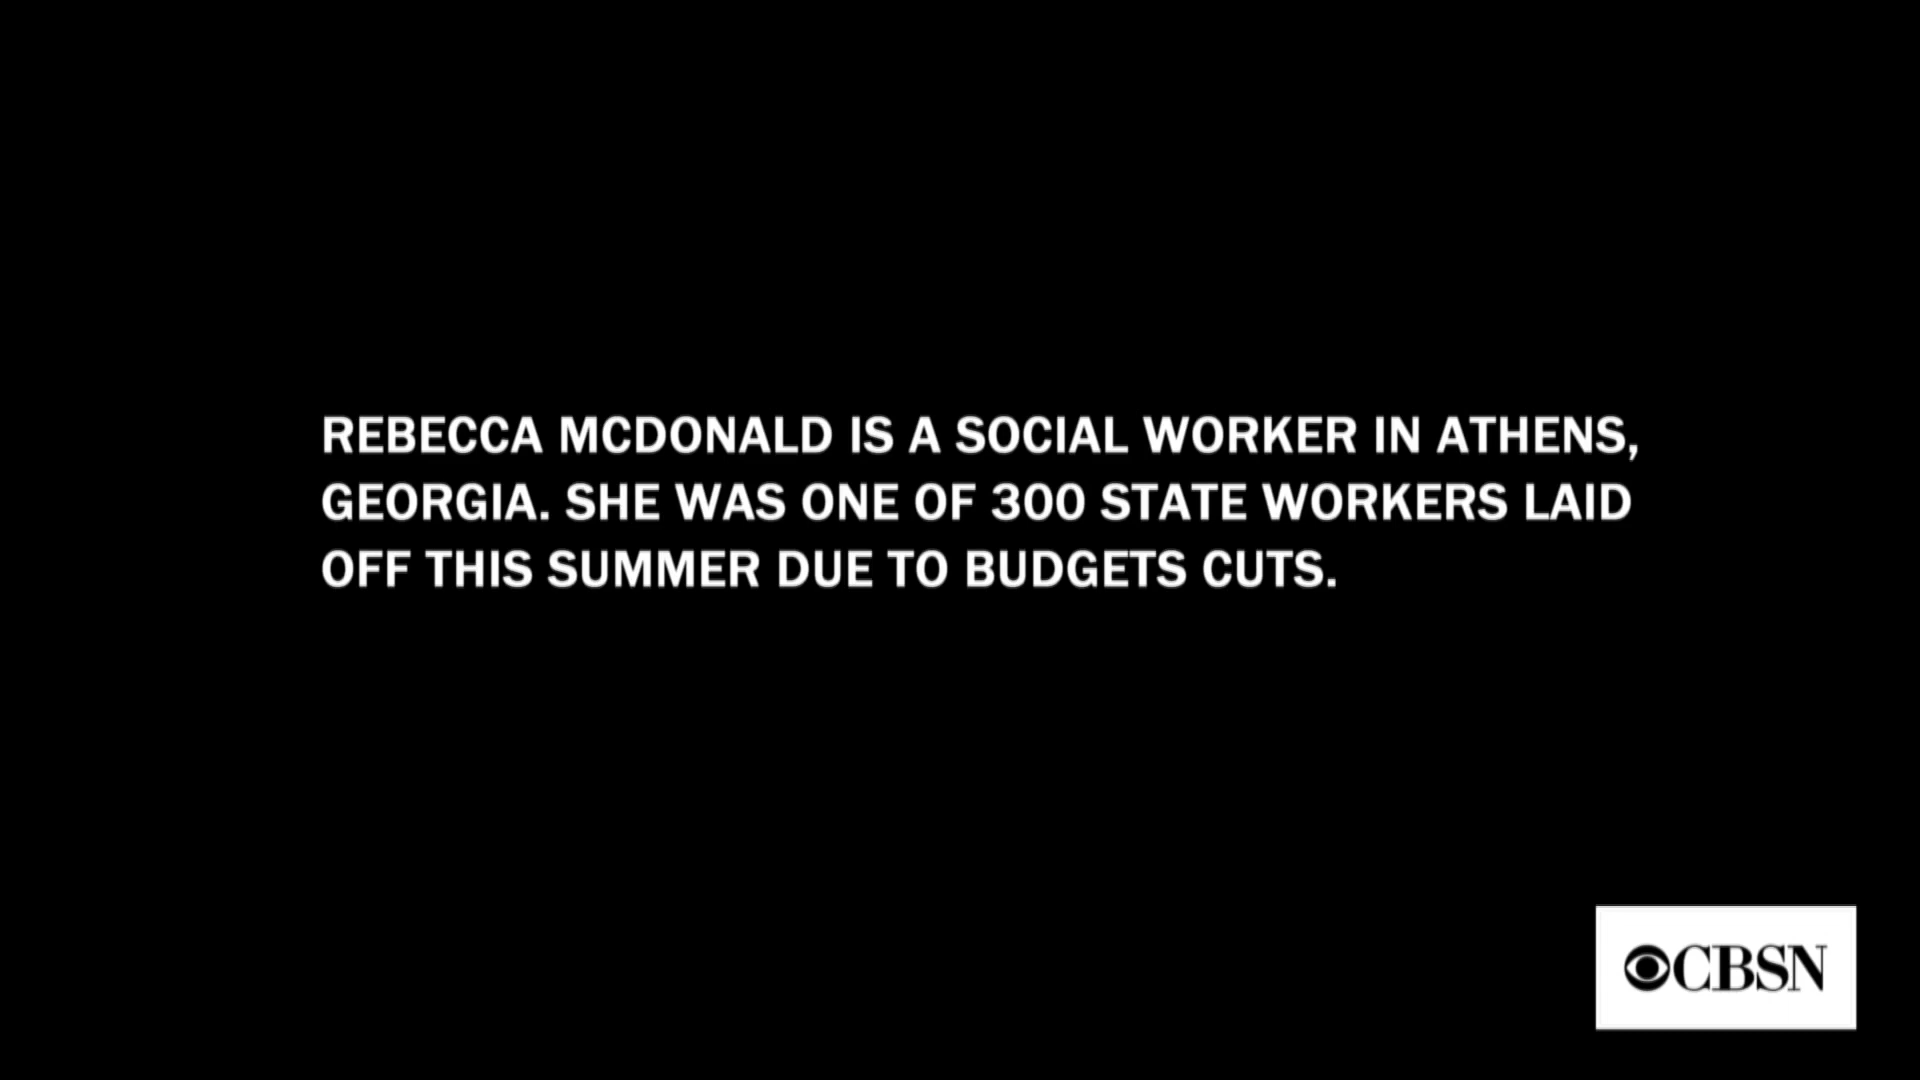 REBECCA MCDONALD IS A SOCIAL WORKER IN ATHENS,
GEORGIA. SHE WAS ONE OF 300 STATE WORKERS LAID
OFF THIS SUMMER DUE TO BUDGETS CUTS.
CBSN